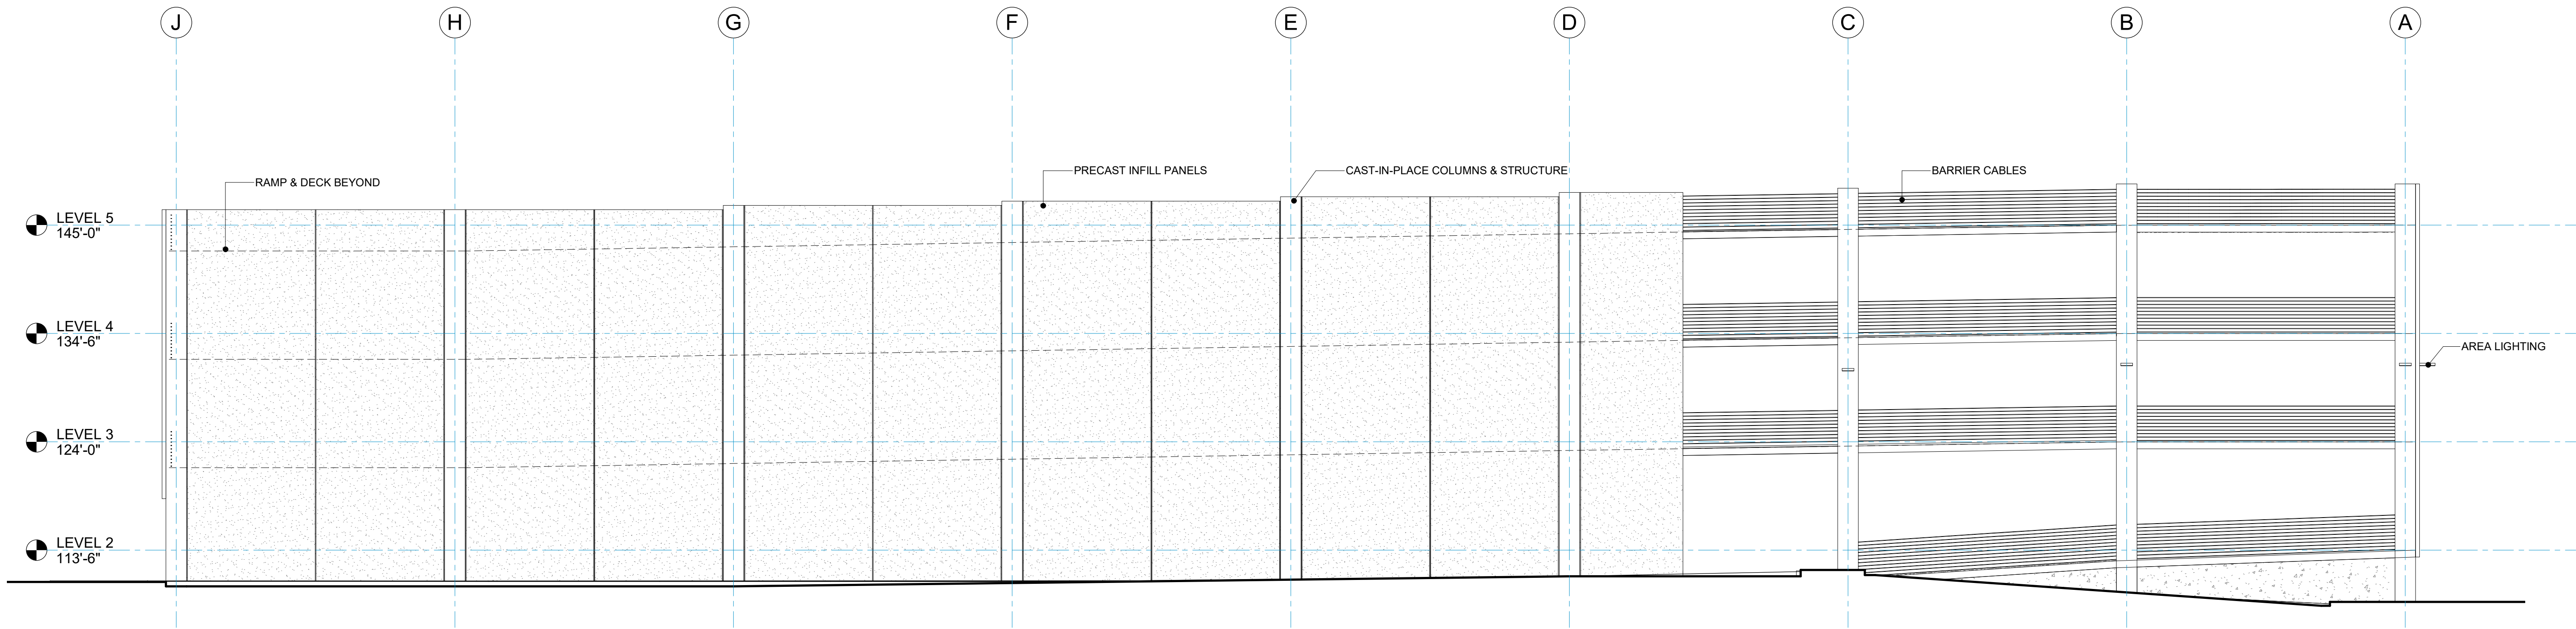 J H G F E D C B A
PRECAST INFILL PANELS
CAST-IN-PLACE COLUMNS & STRUCTURE
BARRIER CABLES
RAMP & DECK BEYOND
LEVEL 5
145'-0"
LEVEL 4
134'-6"
AREA LIGHTING
LEVEL 3
124'-0"
LEVEL 2
113'-6"